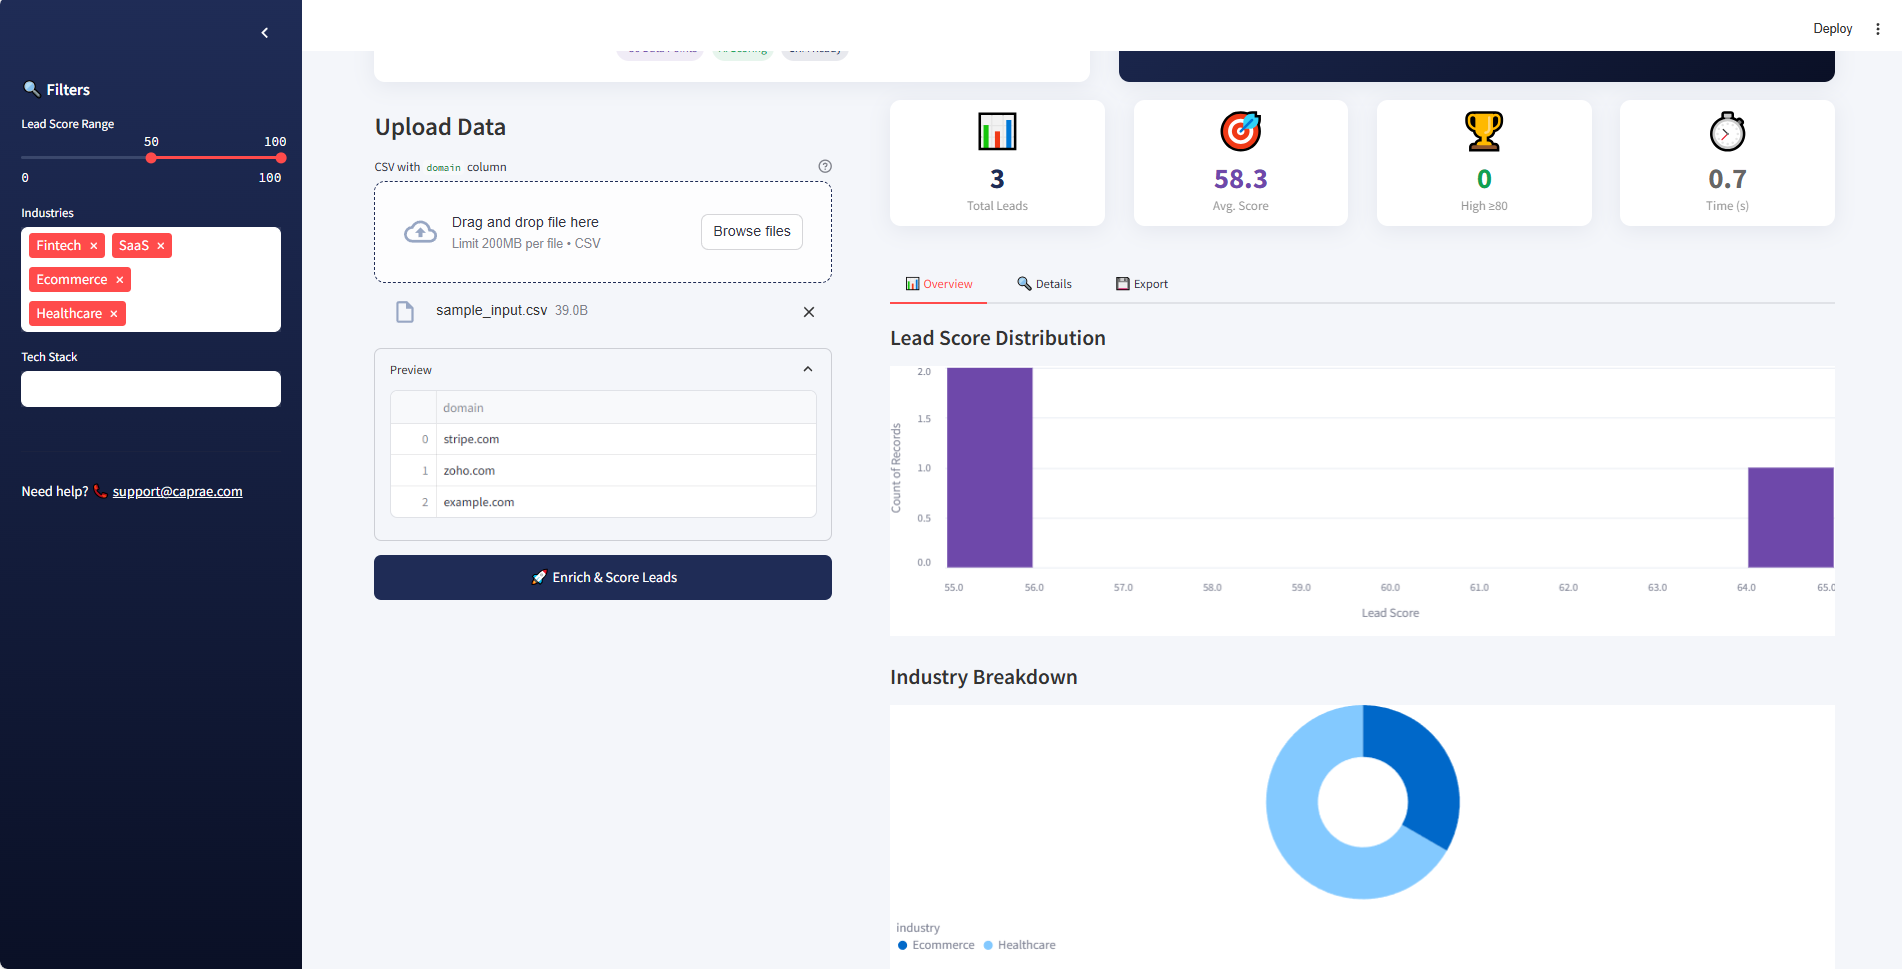 Deploy
🔍 Filters
Lead Score Range
50 100
0 100
Industries
Fintech × SaaS ×
Ecommerce ×
Healthcare ×
Tech Stack
Need help? 📞 support@caprae.com
Upload Data
CSV with domain column
Drag and drop file here
Limit 200MB per file • CSV
Browse files
sample_input.csv 39.0B
Preview
domain
0 stripe.com
1 zoho.com
2 example.com
🚀 Enrich & Score Leads
3
Total Leads
58.3
Avg. Score
0
High ≥80
0.7
Time (s)
📊 Overview 🔍 Details 💾 Export
Lead Score Distribution
2.0
1.5
1.0
0.5
0.0
Count of Records
55.0 56.0 57.0 58.0 59.0 60.0 61.0 62.0 63.0 64.0 65.0
Lead Score
Industry Breakdown
industry
Ecommerce Healthcare